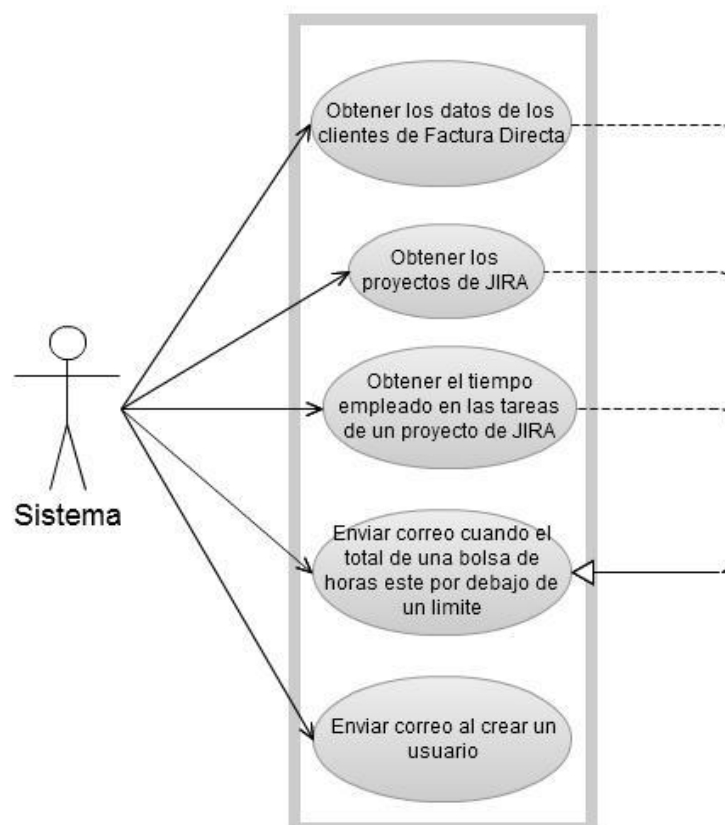 Obtener los datos de los
clientes de Factura Directa
Obtener los
proyectos de JIRA
Obtener el tiempo
empleado en las tareas
de un proyecto de JIRA
Sistema
Enviar correo cuando el
total de una bolsa de
horas este por debajo de
un limite
Enviar correo al crear un
usuario